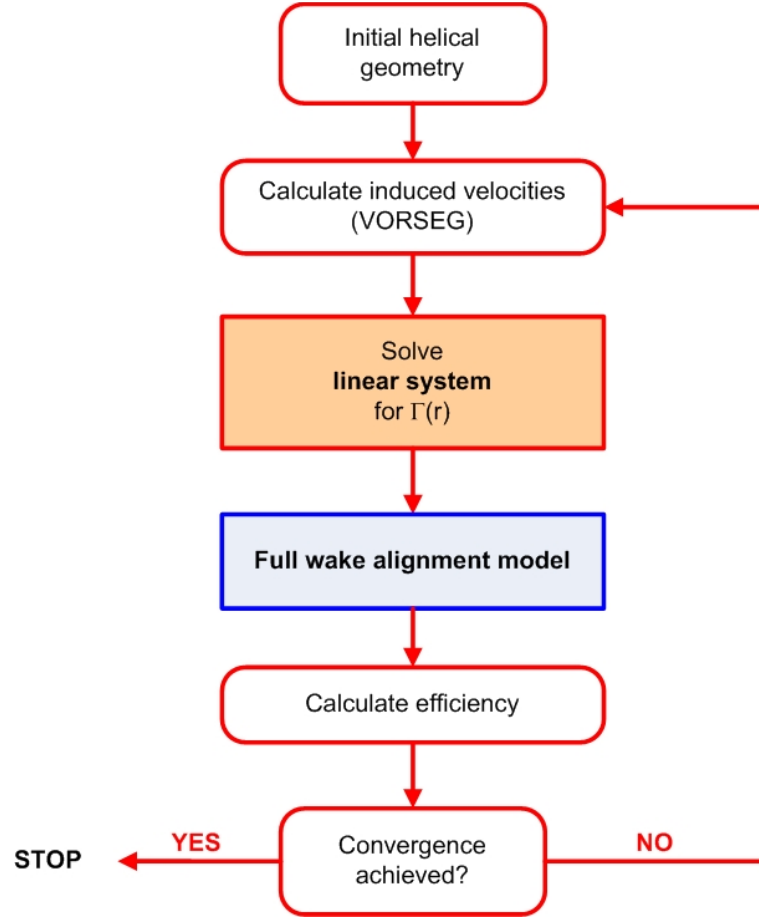 Initial helical
geometry
Calculate induced velocities
(VORSEG)
Solve
linear system
for Γ(r)
Full wake alignment model
Calculate efficiency
STOP
YES
Convergence
achieved?
NO